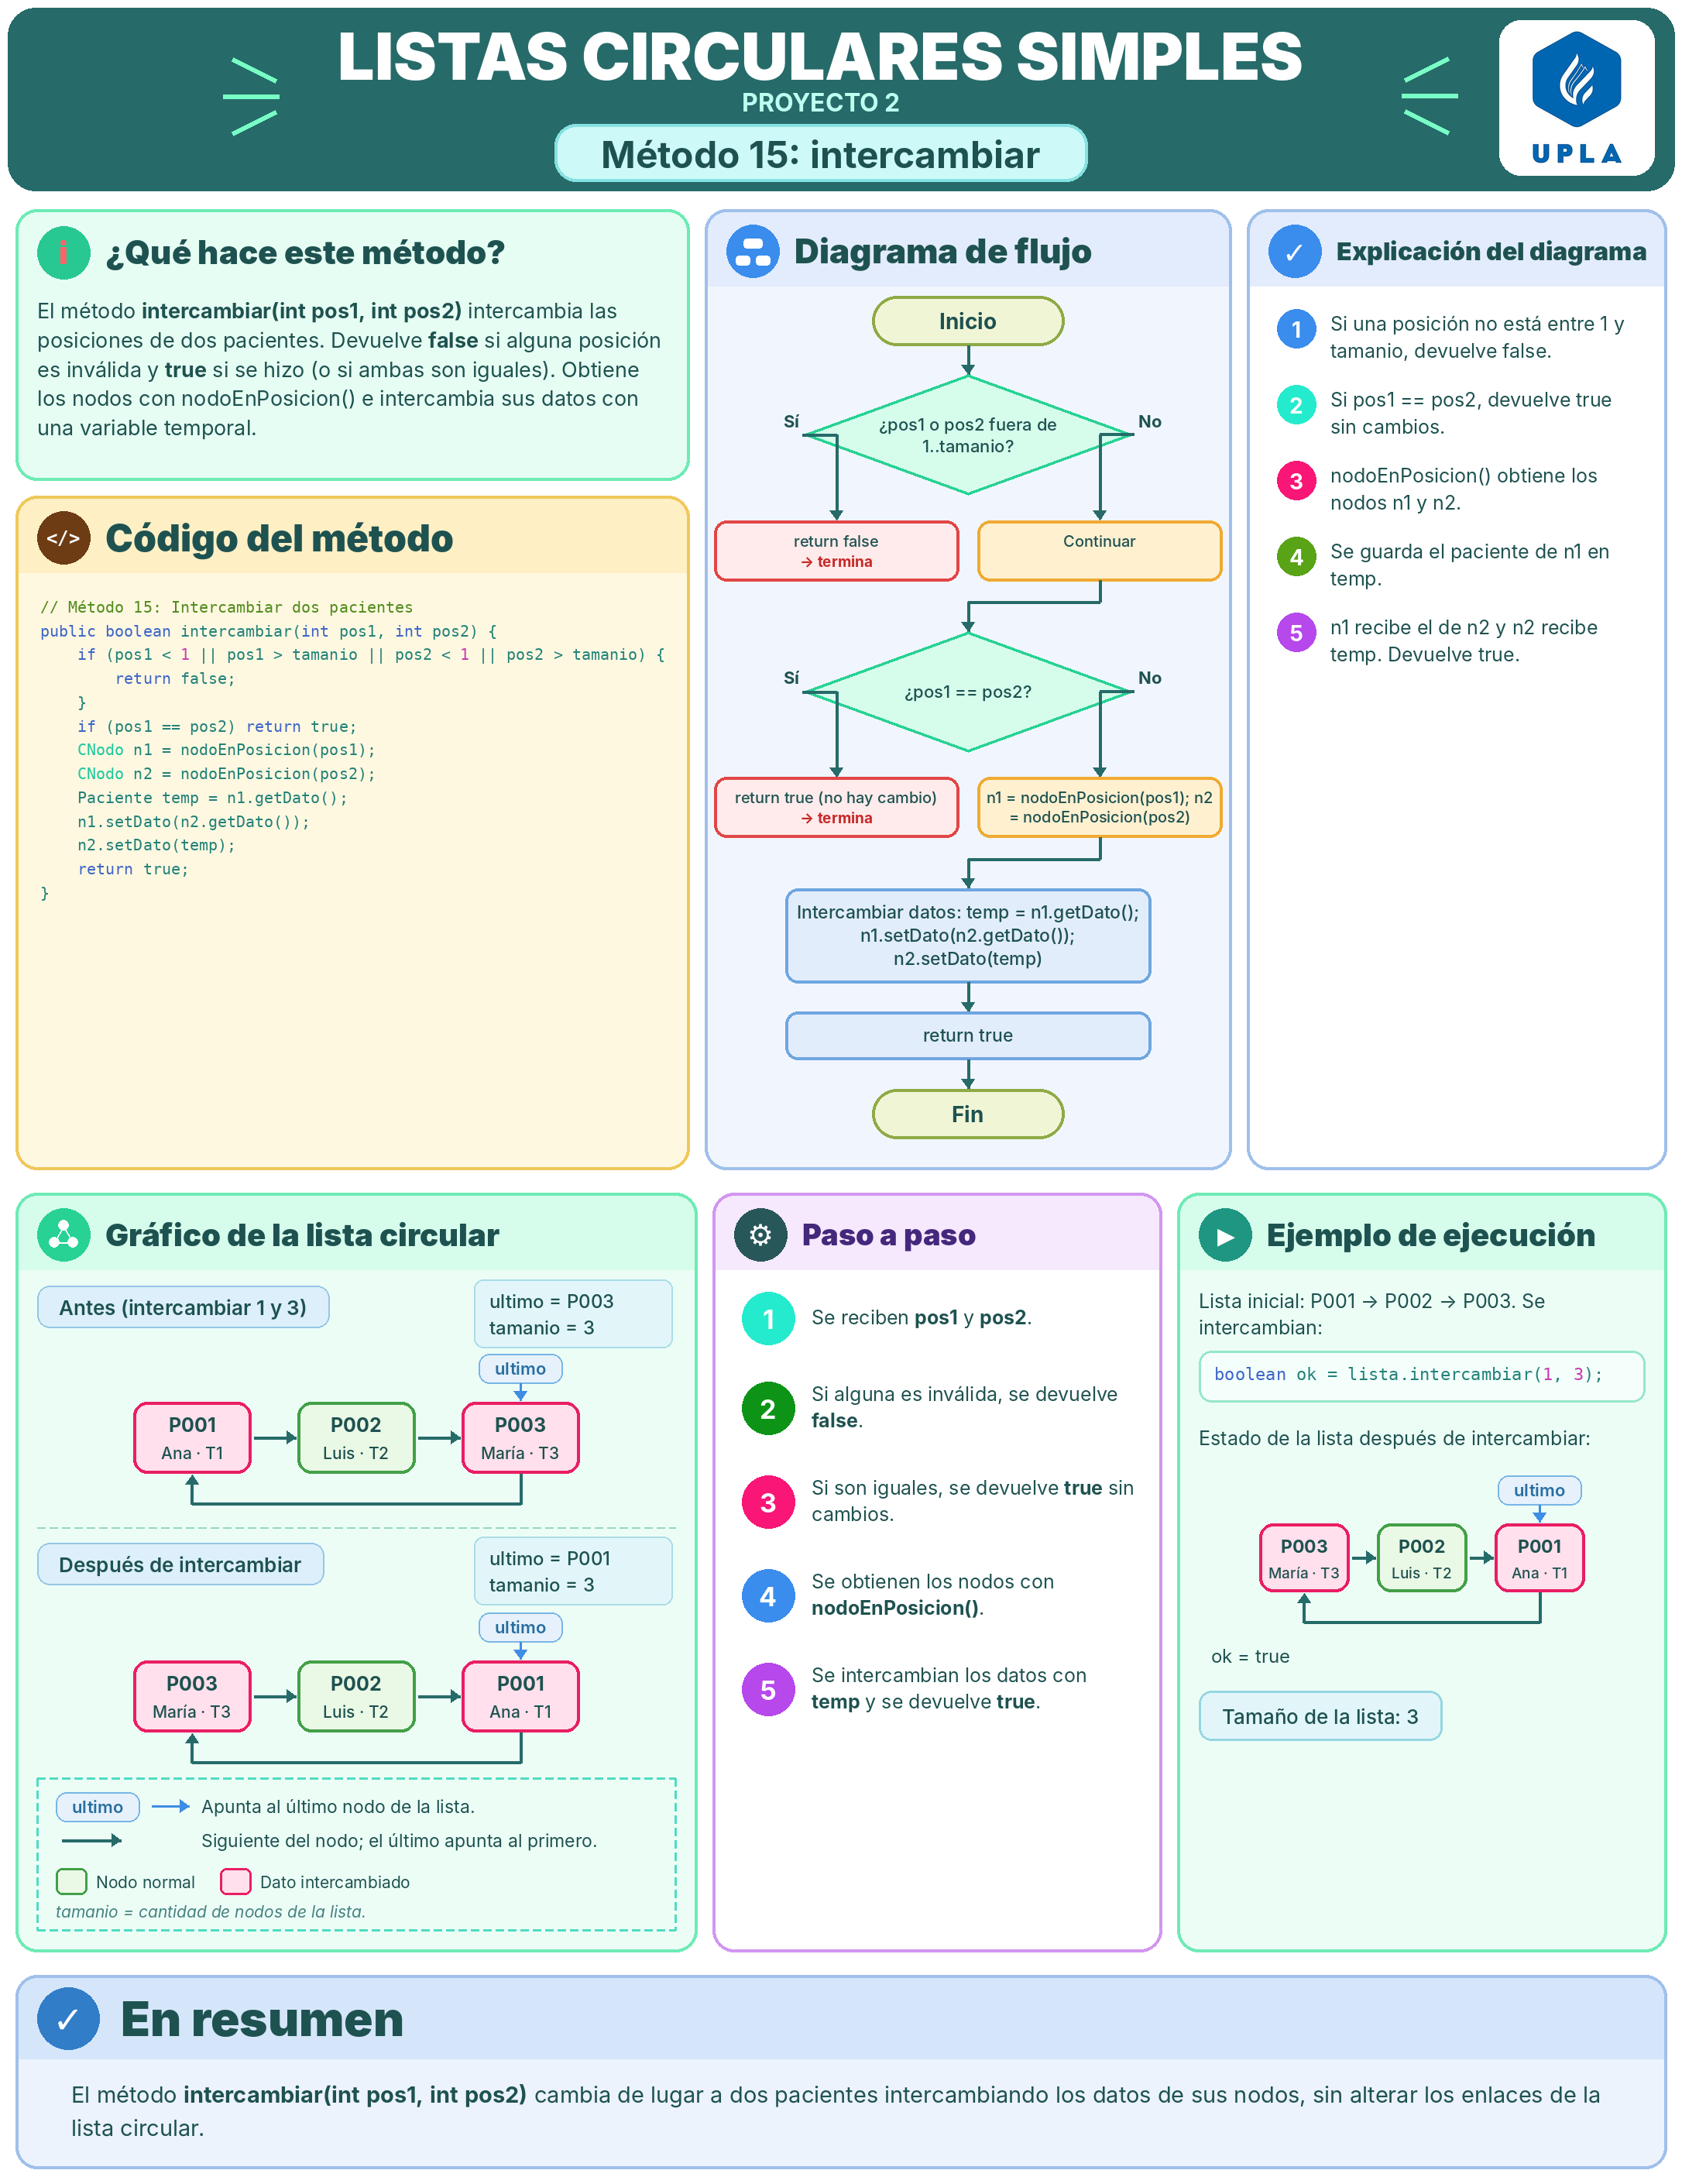 LISTAS CIRCULARES SIMPLES
PROYECTO 2
Método 15: intercambiar
UPLA
i
¿Qué hace este método?
El método intercambiar(int pos1, int pos2) intercambia las
posiciones de dos pacientes. Devuelve false si alguna posición
es inválida y true si se hizo (o si ambas son iguales). Obtiene
los nodos con nodoEnPosicion() e intercambia sus datos con
una variable temporal.
</>
Código del método
// Método 15: Intercambiar dos pacientes
public boolean intercambiar(int pos1, int pos2) {
    if (pos1 < 1 || pos1 > tamanio || pos2 < 1 || pos2 > tamanio) {
        return false;
    }
    if (pos1 == pos2) return true;
    CNodo n1 = nodoEnPosicion(pos1);
    CNodo n2 = nodoEnPosicion(pos2);
    Paciente temp = n1.getDato();
    n1.setDato(n2.getDato());
    n2.setDato(temp);
    return true;
}
Diagrama de flujo
Inicio
¿pos1 o pos2 fuera de
1..tamanio?
Sí
No
return false
→ termina
Continuar
¿pos1 == pos2?
Sí
No
return true (no hay cambio)
→ termina
n1 = nodoEnPosicion(pos1); n2
= nodoEnPosicion(pos2)
Intercambiar datos: temp = n1.getDato();
n1.setDato(n2.getDato());
n2.setDato(temp)
return true
Fin
✓
Explicación del diagrama
1
Si una posición no está entre 1 y
tamanio, devuelve false.
2
Si pos1 == pos2, devuelve true
sin cambios.
3
nodoEnPosicion() obtiene los
nodos n1 y n2.
4
Se guarda el paciente de n1 en
temp.
5
n1 recibe el de n2 y n2 recibe
temp. Devuelve true.
Gráfico de la lista circular
Antes (intercambiar 1 y 3)
ultimo = P003
tamanio = 3
ultimo
P001
Ana · T1
P002
Luis · T2
P003
María · T3
Después de intercambiar
ultimo = P001
tamanio = 3
ultimo
P003
María · T3
P002
Luis · T2
P001
Ana · T1
ultimo
Apunta al último nodo de la lista.
Siguiente del nodo; el último apunta al primero.
Nodo normal
Dato intercambiado
tamanio = cantidad de nodos de la lista.
Paso a paso
1
Se reciben pos1 y pos2.
2
Si alguna es inválida, se devuelve
false.
3
Si son iguales, se devuelve true sin
cambios.
4
Se obtienen los nodos con
nodoEnPosicion().
5
Se intercambian los datos con
temp y se devuelve true.
Ejemplo de ejecución
Lista inicial: P001 → P002 → P003. Se
intercambian:
boolean ok = lista.intercambiar(1, 3);
Estado de la lista después de intercambiar:
ultimo
P003
María · T3
P002
Luis · T2
P001
Ana · T1
ok = true
Tamaño de la lista: 3
✓
En resumen
El método intercambiar(int pos1, int pos2) cambia de lugar a dos pacientes intercambiando los datos de sus nodos, sin alterar los enlaces de la
lista circular.